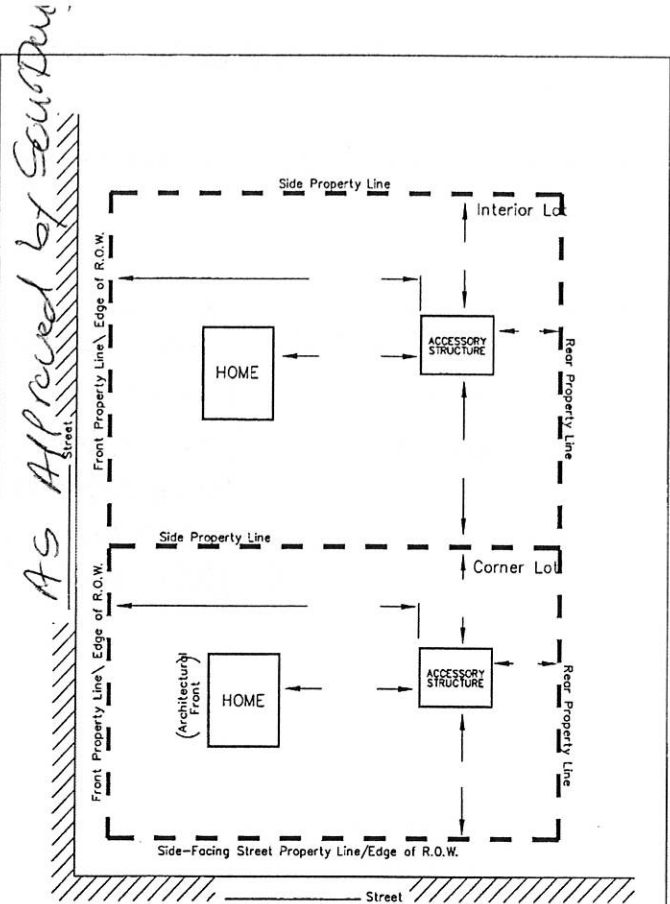 As Approved by
Side Property Line
Interior Lot
Front Property Line\ Edge of R.O.W.
Street
HOME
ACCESSORY
STRUCTURE
Rear Property Line
Side Property Line
Corner Lot
Front Property Line\ Edge of R.O.W.
(Architectural
Front)
HOME
ACCESSORY
STRUCTURE
Rear Property Line
Side-Facing Street Property Line/Edge of R.O.W.
Street